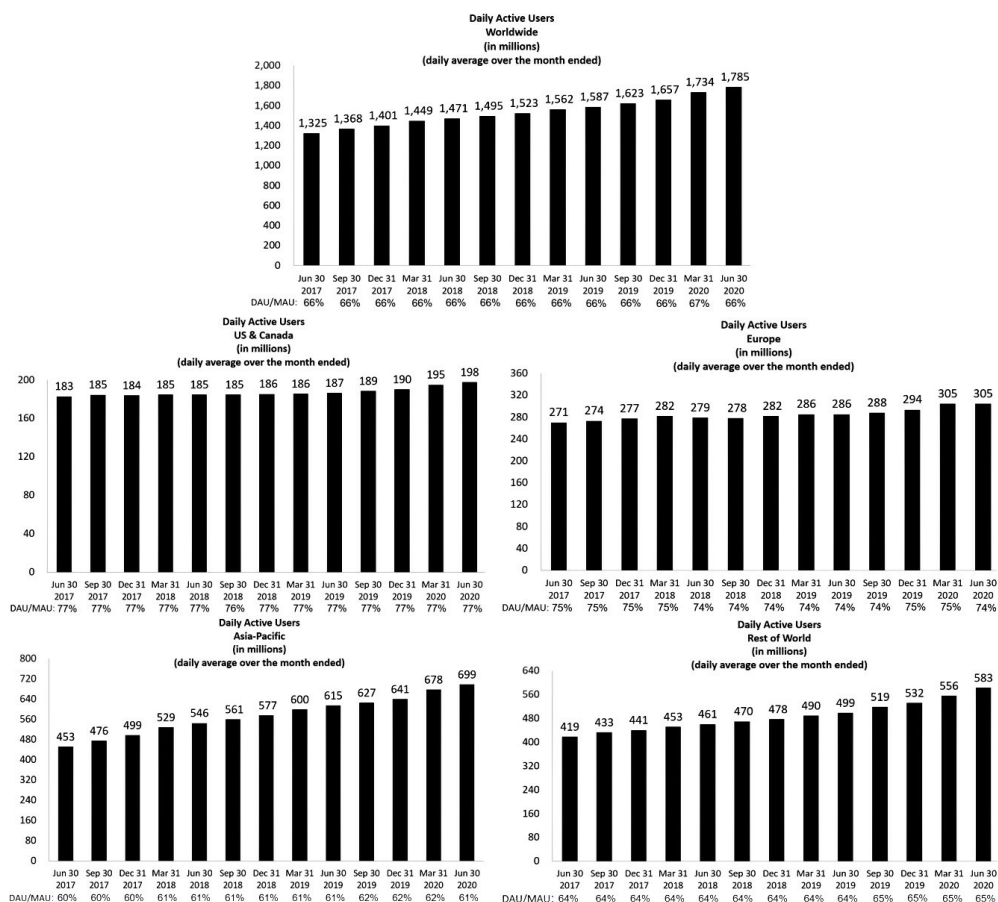 Daily Active Users
Worldwide
(in millions)
(daily average over the month ended)
2,000
1,800
1,600
1,400
1,200
1,000
800
600
400
200
0
1,325 1,368 1,401 1,449 1,471 1,495 1,523 1,562 1,587 1,623 1,657 1,734 1,785
Jun 30 Sep 30 Dec 31 Mar 31 Jun 30 Sep 30 Dec 31 Mar 31 Jun 30 Sep 30 Dec 31 Mar 31 Jun 30
2017 2017 2017 2018 2018 2018 2018 2019 2019 2019 2019 2020 2020
DAU/MAU: 66% 66% 66% 66% 66% 66% 66% 66% 66% 66% 66% 67% 66%
Daily Active Users
US & Canada
(in millions)
(daily average over the month ended)
200
160
120
80
40
0
183 185 184 185 185 185 186 186 187 189 190 195 198
Jun 30 Sep 30 Dec 31 Mar 31 Jun 30 Sep 30 Dec 31 Mar 31 Jun 30 Sep 30 Dec 31 Mar 31 Jun 30
2017 2017 2017 2018 2018 2018 2018 2019 2019 2019 2019 2020 2020
DAU/MAU: 77% 77% 77% 77% 77% 76% 77% 77% 77% 77% 77% 77% 77%
Daily Active Users
Europe
(in millions)
(daily average over the month ended)
360
320
280
240
200
160
120
80
40
0
271 274 277 282 279 278 282 286 286 288 294 305 305
Jun 30 Sep 30 Dec 31 Mar 31 Jun 30 Sep 30 Dec 31 Mar 31 Jun 30 Sep 30 Dec 31 Mar 31 Jun 30
2017 2017 2017 2018 2018 2018 2018 2019 2019 2019 2019 2020 2020
DAU/MAU: 75% 75% 75% 75% 74% 74% 74% 74% 74% 74% 75% 75% 74%
Daily Active Users
Asia-Pacific
(in millions)
(daily average over the month ended)
800
720
640
560
480
400
320
240
160
80
0
453 476 499 529 546 561 577 600 615 627 641 678 699
Jun 30 Sep 30 Dec 31 Mar 31 Jun 30 Sep 30 Dec 31 Mar 31 Jun 30 Sep 30 Dec 31 Mar 31 Jun 30
2017 2017 2017 2018 2018 2018 2018 2019 2019 2019 2019 2020 2020
DAU/MAU: 60% 60% 60% 61% 61% 61% 61% 61% 61% 62% 62% 62% 61%
Daily Active Users
Rest of World
(in millions)
(daily average over the month ended)
640
560
480
400
320
240
160
80
0
419 433 441 453 461 470 478 490 499 519 532 556 583
Jun 30 Sep 30 Dec 31 Mar 31 Jun 30 Sep 30 Dec 31 Mar 31 Jun 30 Sep 30 Dec 31 Mar 31 Jun 30
2017 2017 2017 2018 2018 2018 2018 2019 2019 2019 2019 2020 2020
DAU/MAU: 64% 64% 64% 64% 64% 64% 64% 64% 64% 65% 65% 65% 65%